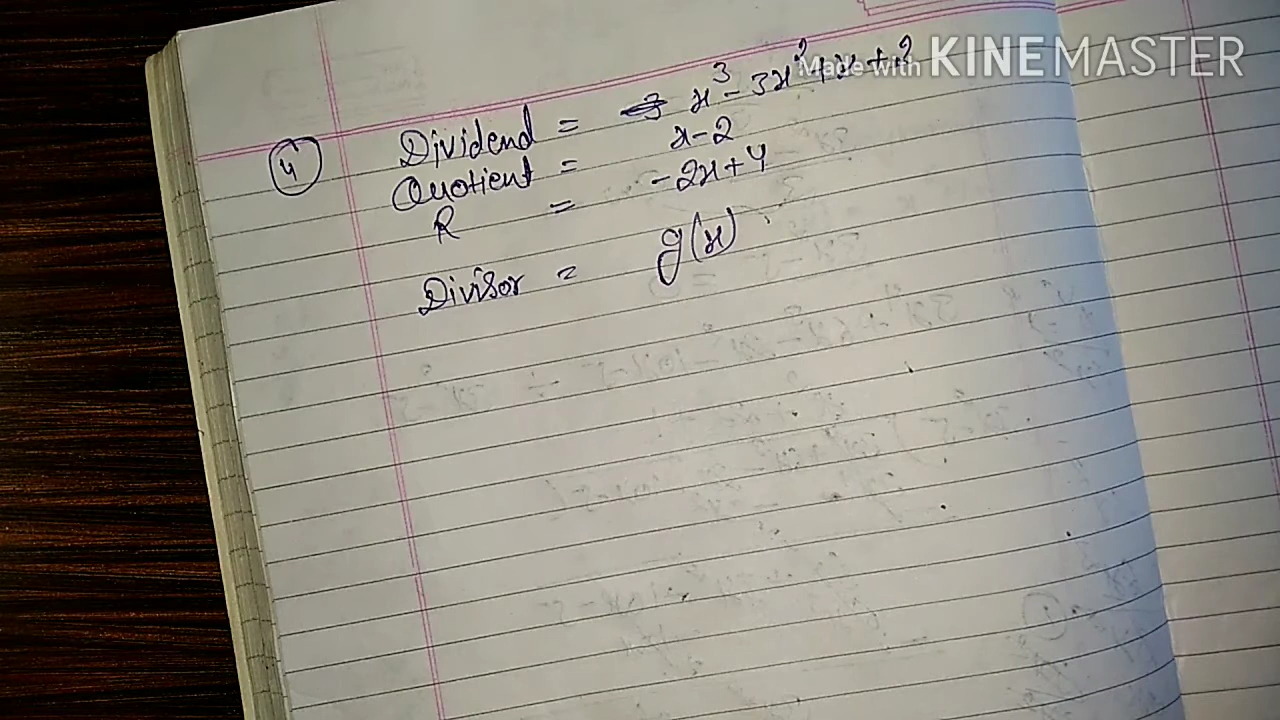 Made with KINEMASTER
④ Dividend = x³ - 3x² + x + 2
Quotient = x - 2
R = - 2x + 4
Divisor = g(x)